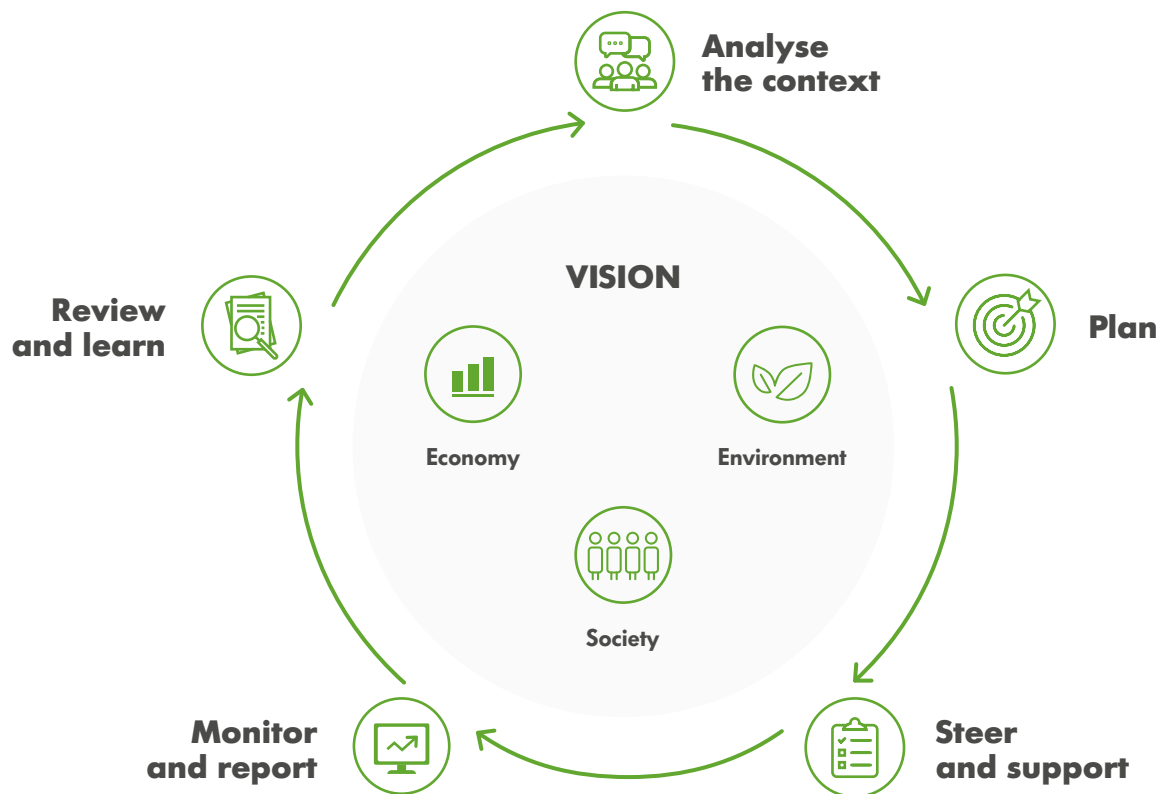 Analyse
the context
VISION
Review
and learn
Plan
Economy
Environment
Society
Monitor
and report
Steer
and support